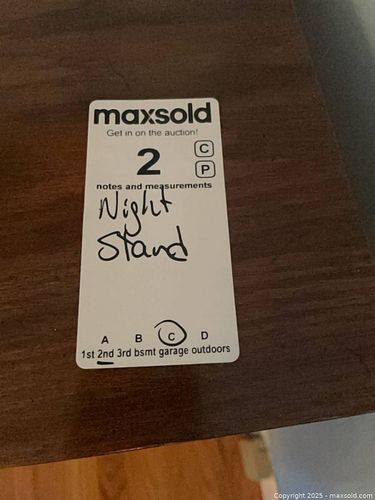 maxsold
Get in on the auction!
2
C
P
notes and measurements
Night
Stand
A B C D
1st 2nd 3rd bsmt garage outdoors
Copyright 2025 - maxsold.com